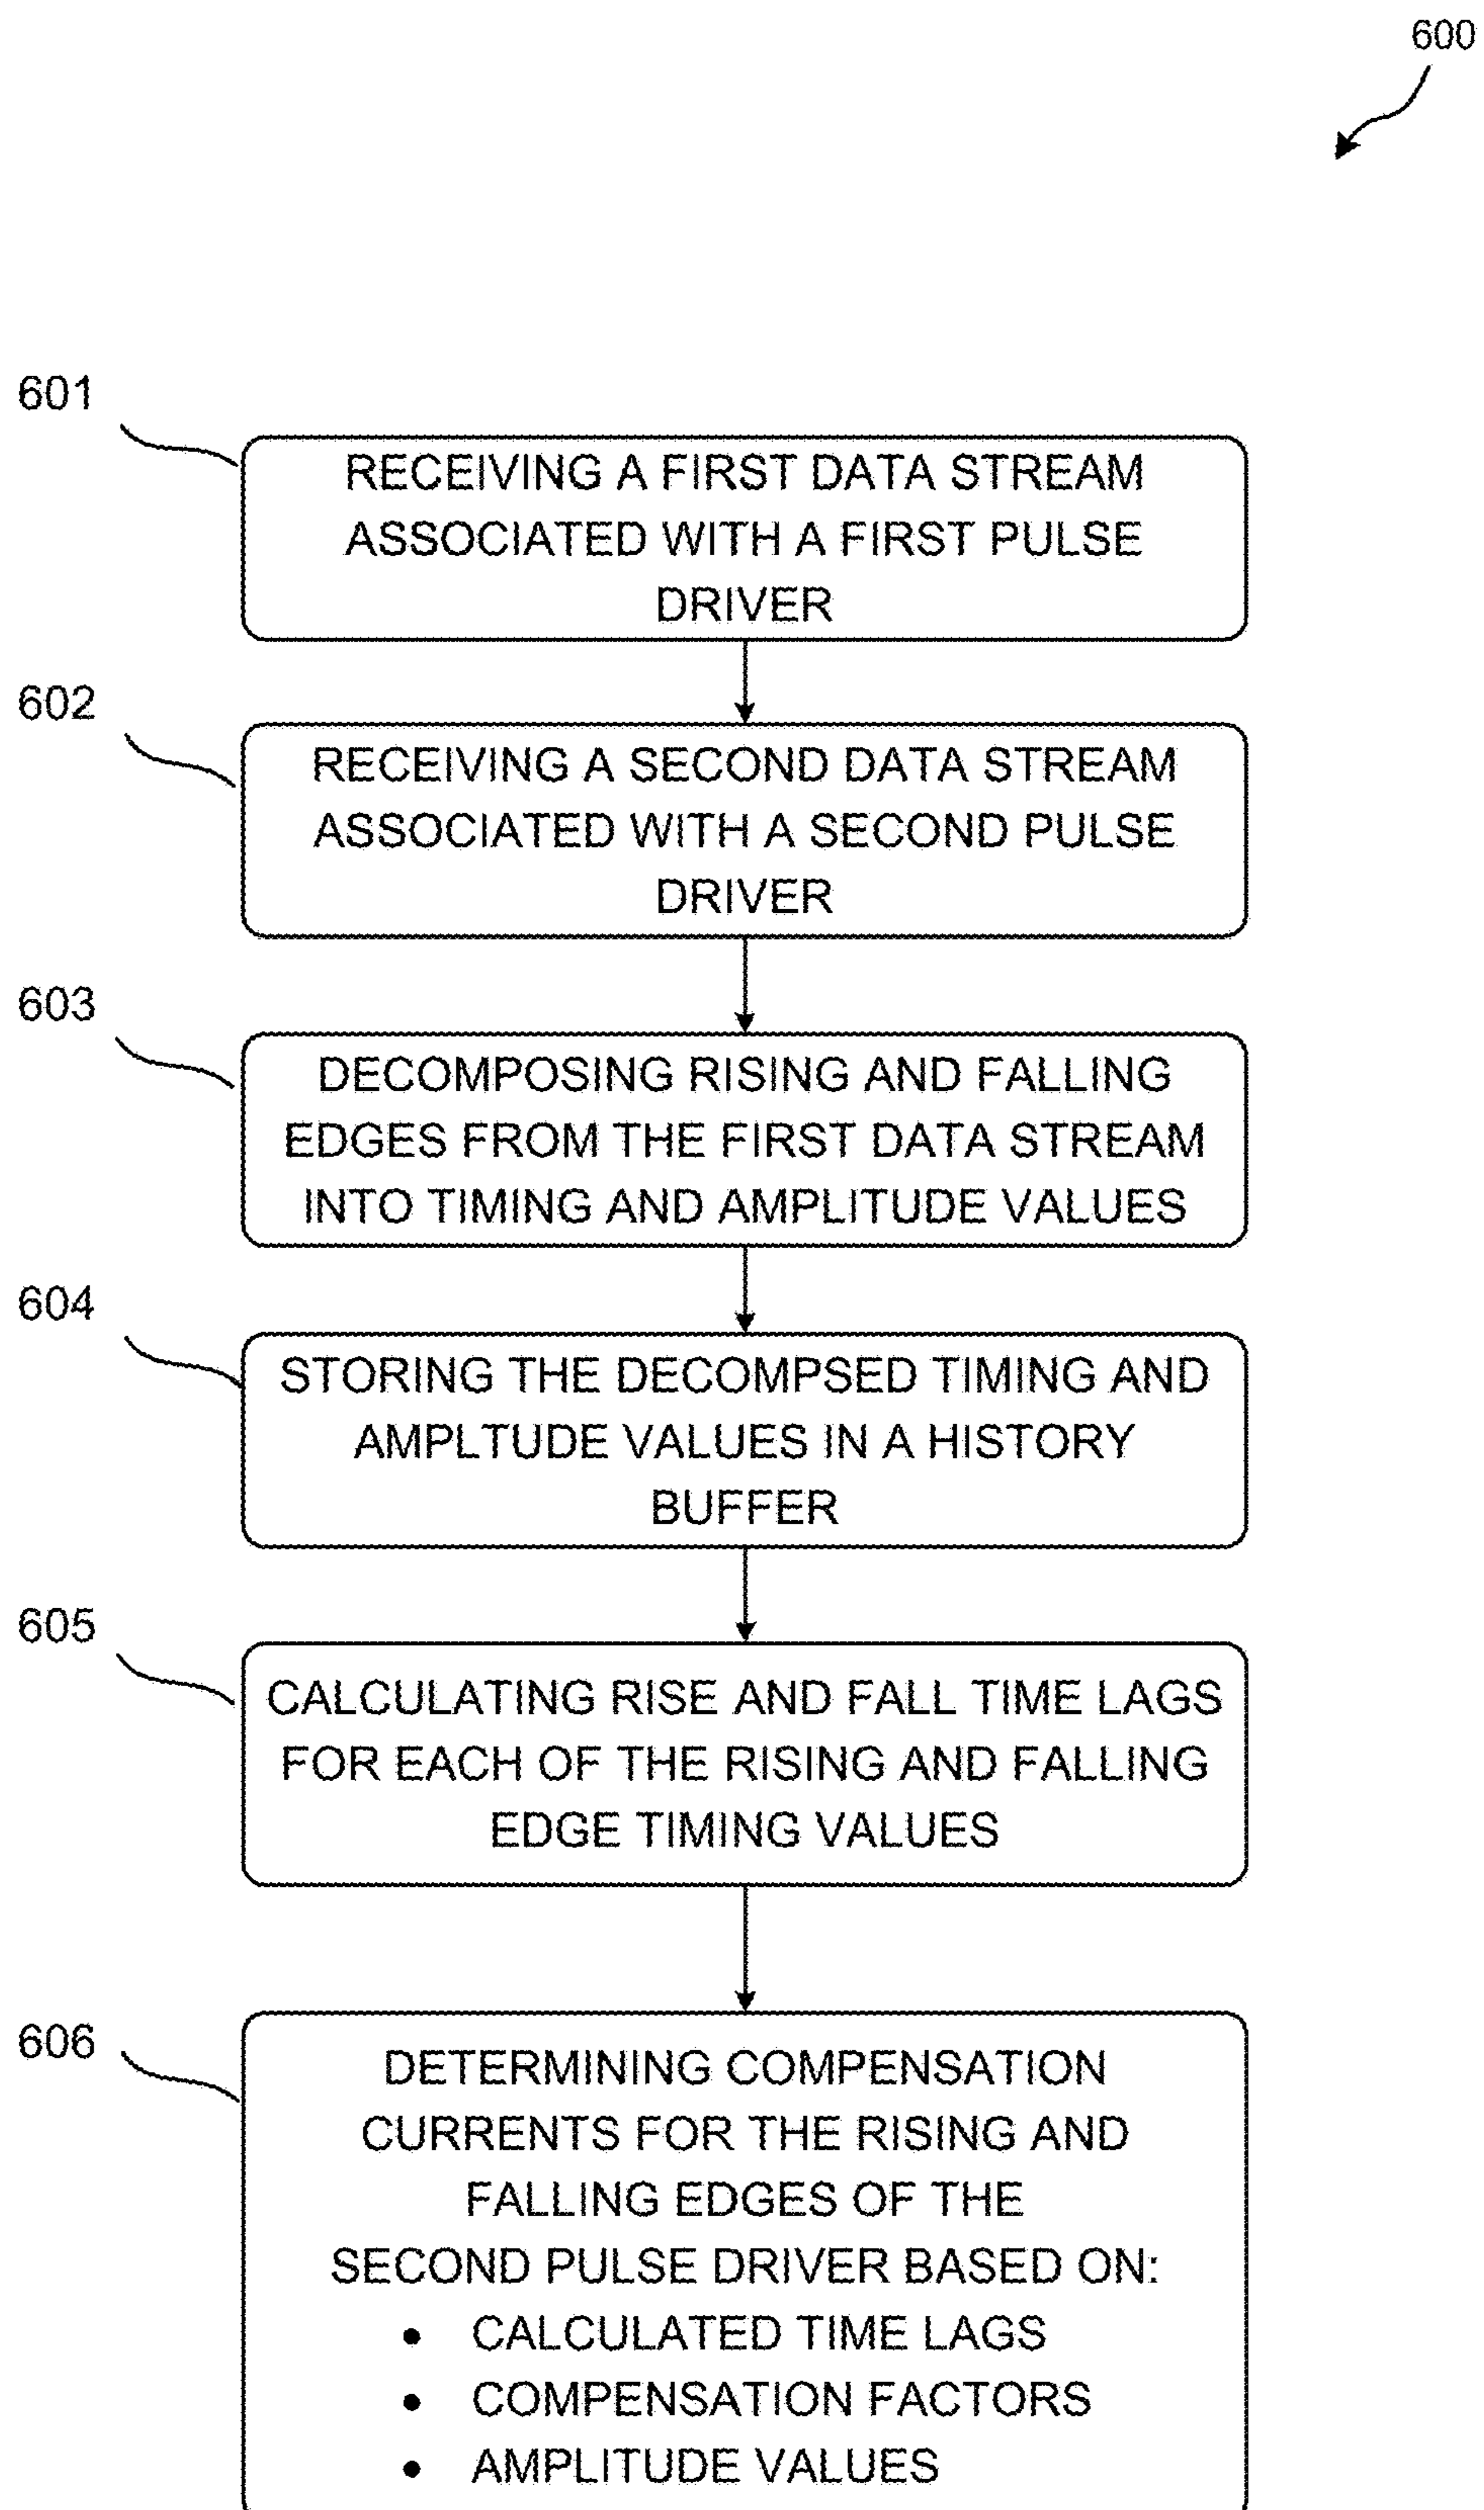 600
601
RECEIVING A FIRST DATA STREAM
ASSOCIATED WITH A FIRST PULSE
DRIVER
602
RECEIVING A SECOND DATA STREAM
ASSOCIATED WITH A SECOND PULSE
DRIVER
603
DECOMPOSING RISING AND FALLING
EDGES FROM THE FIRST DATA STREAM
INTO TIMING AND AMPLITUDE VALUES
604
STORING THE DECOMPSED TIMING AND
AMPLTUDE VALUES IN A HISTORY
BUFFER
605
CALCULATING RISE AND FALL TIME LAGS
FOR EACH OF THE RISING AND FALLING
EDGE TIMING VALUES
606
DETERMINING COMPENSATION
CURRENTS FOR THE RISING AND
FALLING EDGES OF THE
SECOND PULSE DRIVER BASED ON:
• CALCULATED TIME LAGS
• COMPENSATION FACTORS
• AMPLITUDE VALUES